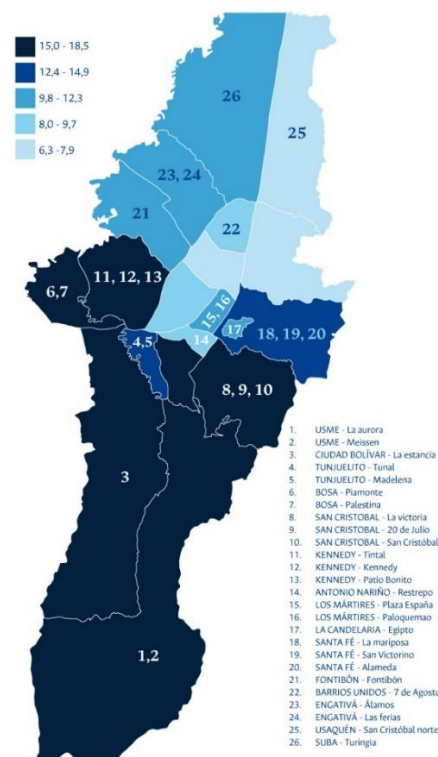 15,0 - 18,5
12,4 - 14,9
9,8 - 12,3
8,0 - 9,7
6,3 -7,9
26
25
23, 24
21
22
11, 12, 13
6,7
15, 16
17
18, 19, 20
14
4,5
8, 9, 10
3
1,2
1. USME - La aurora
2. USME - Meissen
3. CIUDAD BOLÍVAR - La estancia
4. TUNJUELITO - Tunal
5. TUNJUELITO - Madelena
6. BOSA - Piamonte
7. BOSA - Palestina
8. SAN CRISTOBAL - La victoria
9. SAN CRISTOBAL - 20 de Julio
10. SAN CRISTOBAL - San Cristóbal
11. KENNEDY - Tintal
12. KENNEDY - Kennedy
13. KENNEDY - Patio Bonito
14. ANTONIO NARIÑO - Restrepo
15. LOS MÁRTIRES - Plaza España
16. LOS MÁRTIRES - Paloquemao
17. LA CANDELARIA - Egipto
18. SANTA FÉ - La mariposa
19. SANTA FÉ - San Victorino
20. SANTA FÉ - Alameda
21. FONTIBÓN - Fontibón
22. BARRIOS UNIDOS - 7 de Agosto
23. ENGATIVÁ - Álamos
24. ENGATIVÁ - Las ferias
25. USAQUÉN - San Cristóbal norte
26. SUBA - Turingia